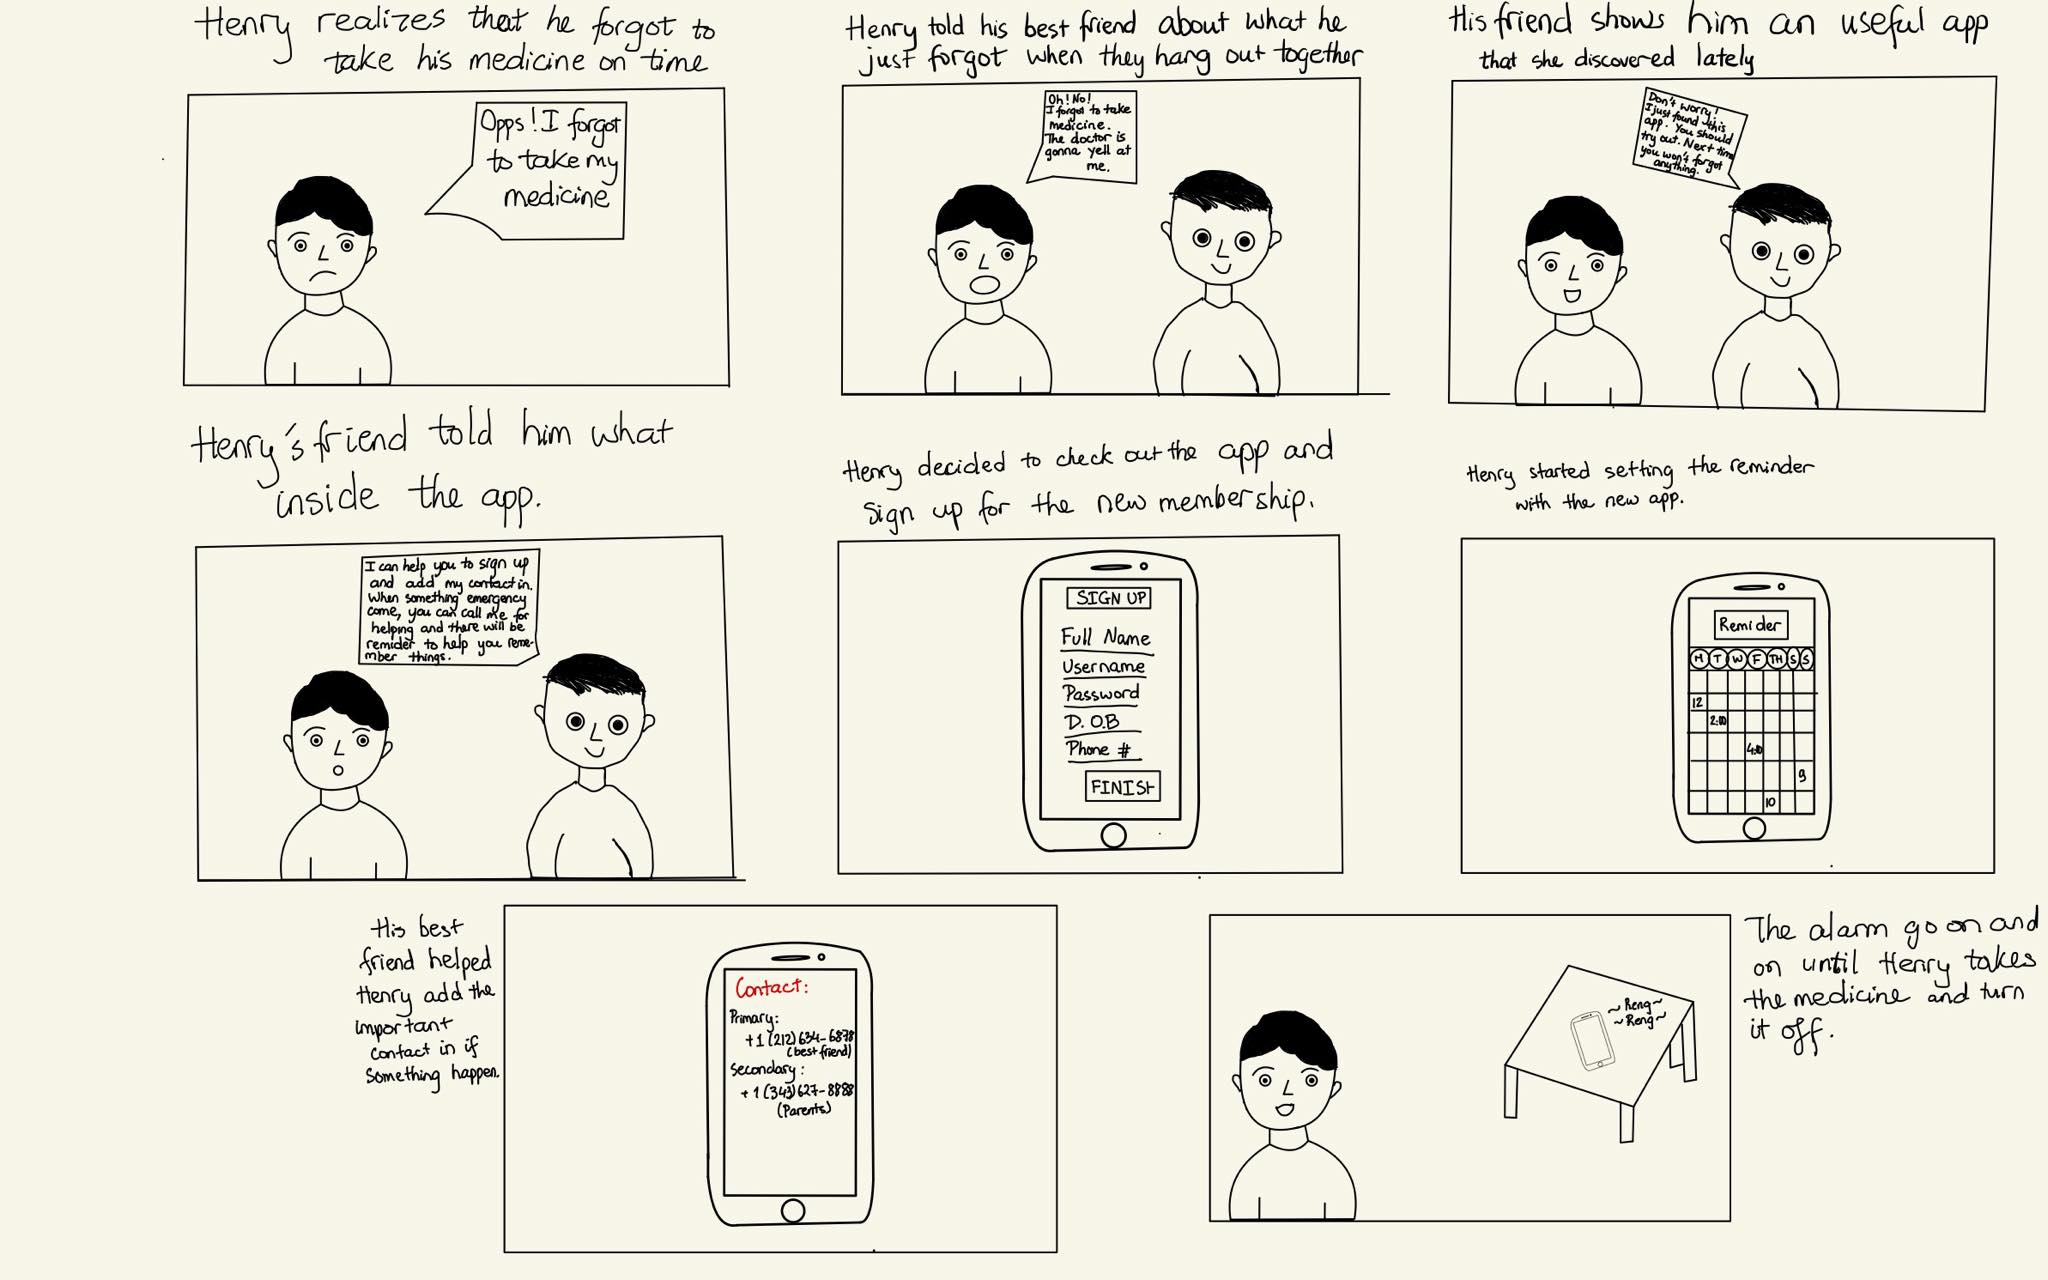 Henry realizes that he forgot to
take his medicine on time
Opps! I forgot
to take my
medicine
Henry told his best friend about what he
just forgot when they hang out together
Oh! No!
I forgot to take
medicine.
The doctor is
gonna yell at
me.
His friend shows him an useful app
that she discovered lately
Don't worry!
I just found this
app. You should
try out. Next time
you won't forgot
anything.
Henry's friend told him what
inside the app.
I can help you to sign up
and add my contact in.
When something emergency
come, you can call me for
helping and there will be
remider to help you reme-
mber things.
Henry decided to check out the app and
sign up for the new membership.
SIGN UP
Full Name
Username
Password
D.O.B
Phone #
FINISH
Henry started setting the reminder
with the new app.
Remider
M T W F TH S S
12
2:00
4:00
9
10
His best
friend helped
Henry add the
important
contact in if
something happen.
Contact:
Primary:
+1 (212) 634-6878
(best friend)
Secondary:
+1 (343) 627-8888
(Parents)
~Reng~
~Reng~
The alarm go on and
on until Henry takes
the medicine and turn
it off.